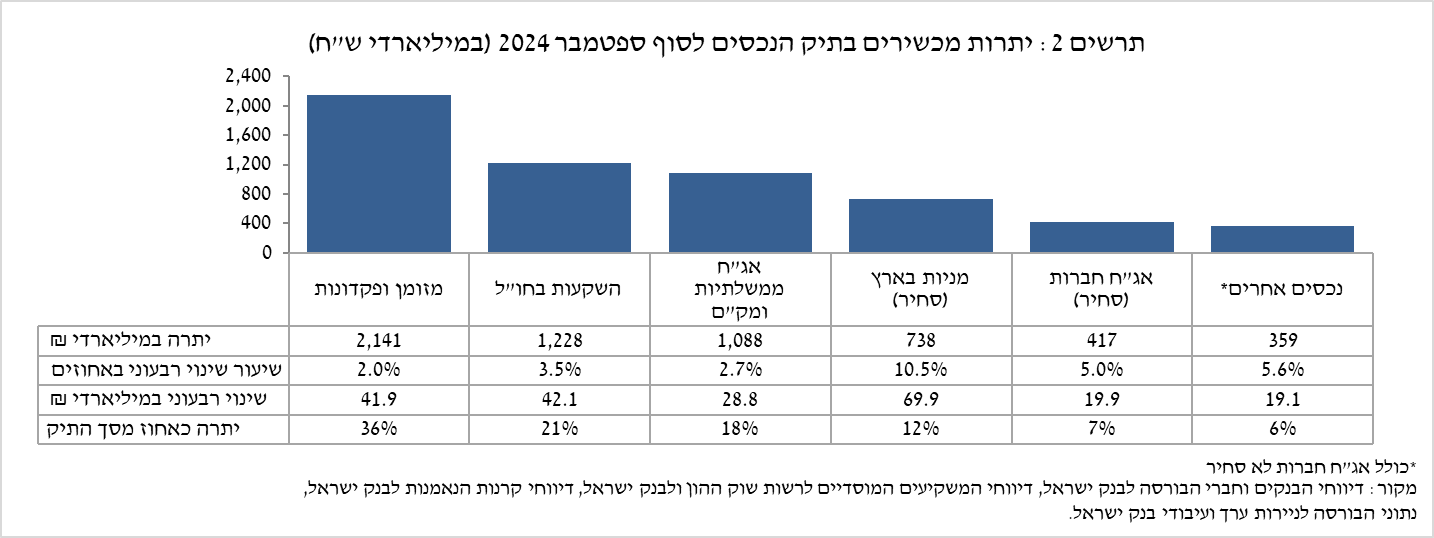 תרשים 2 : יתרות מכשירים בתיק הנכסים לסוף ספטמבר 2024 (במיליארדי ש"ח)
2,400
2,000
1,600
1,200
800
400
0
מזומן ופקדונות
השקעות בחו"ל
אג"ח
ממשלתיות
ומק"ם
מניות בארץ
(סחיר)
אג"ח חברות
(סחיר)
נכסים אחרים*
יתרה במיליארדי ₪ 2,141 1,228 1,088 738 417 359
שיעור שינוי רבעוני באחוזים 2.0% 3.5% 2.7% 10.5% 5.0% 5.6%
שינוי רבעוני במיליארדי ₪ 41.9 42.1 28.8 69.9 19.9 19.1
יתרה כאחוז מסך התיק 36% 21% 18% 12% 7% 6%
*כולל אג"ח חברות לא סחיר
מקור : דיווחי הבנקים וחברי הבורסה לבנק ישראל, דיווחי המשקיעים המוסדיים לרשות שוק ההון ולבנק ישראל, דיווחי קרנות הנאמנות לבנק ישראל,
נתוני הבורסה לניירות ערך ועיבודי בנק ישראל.